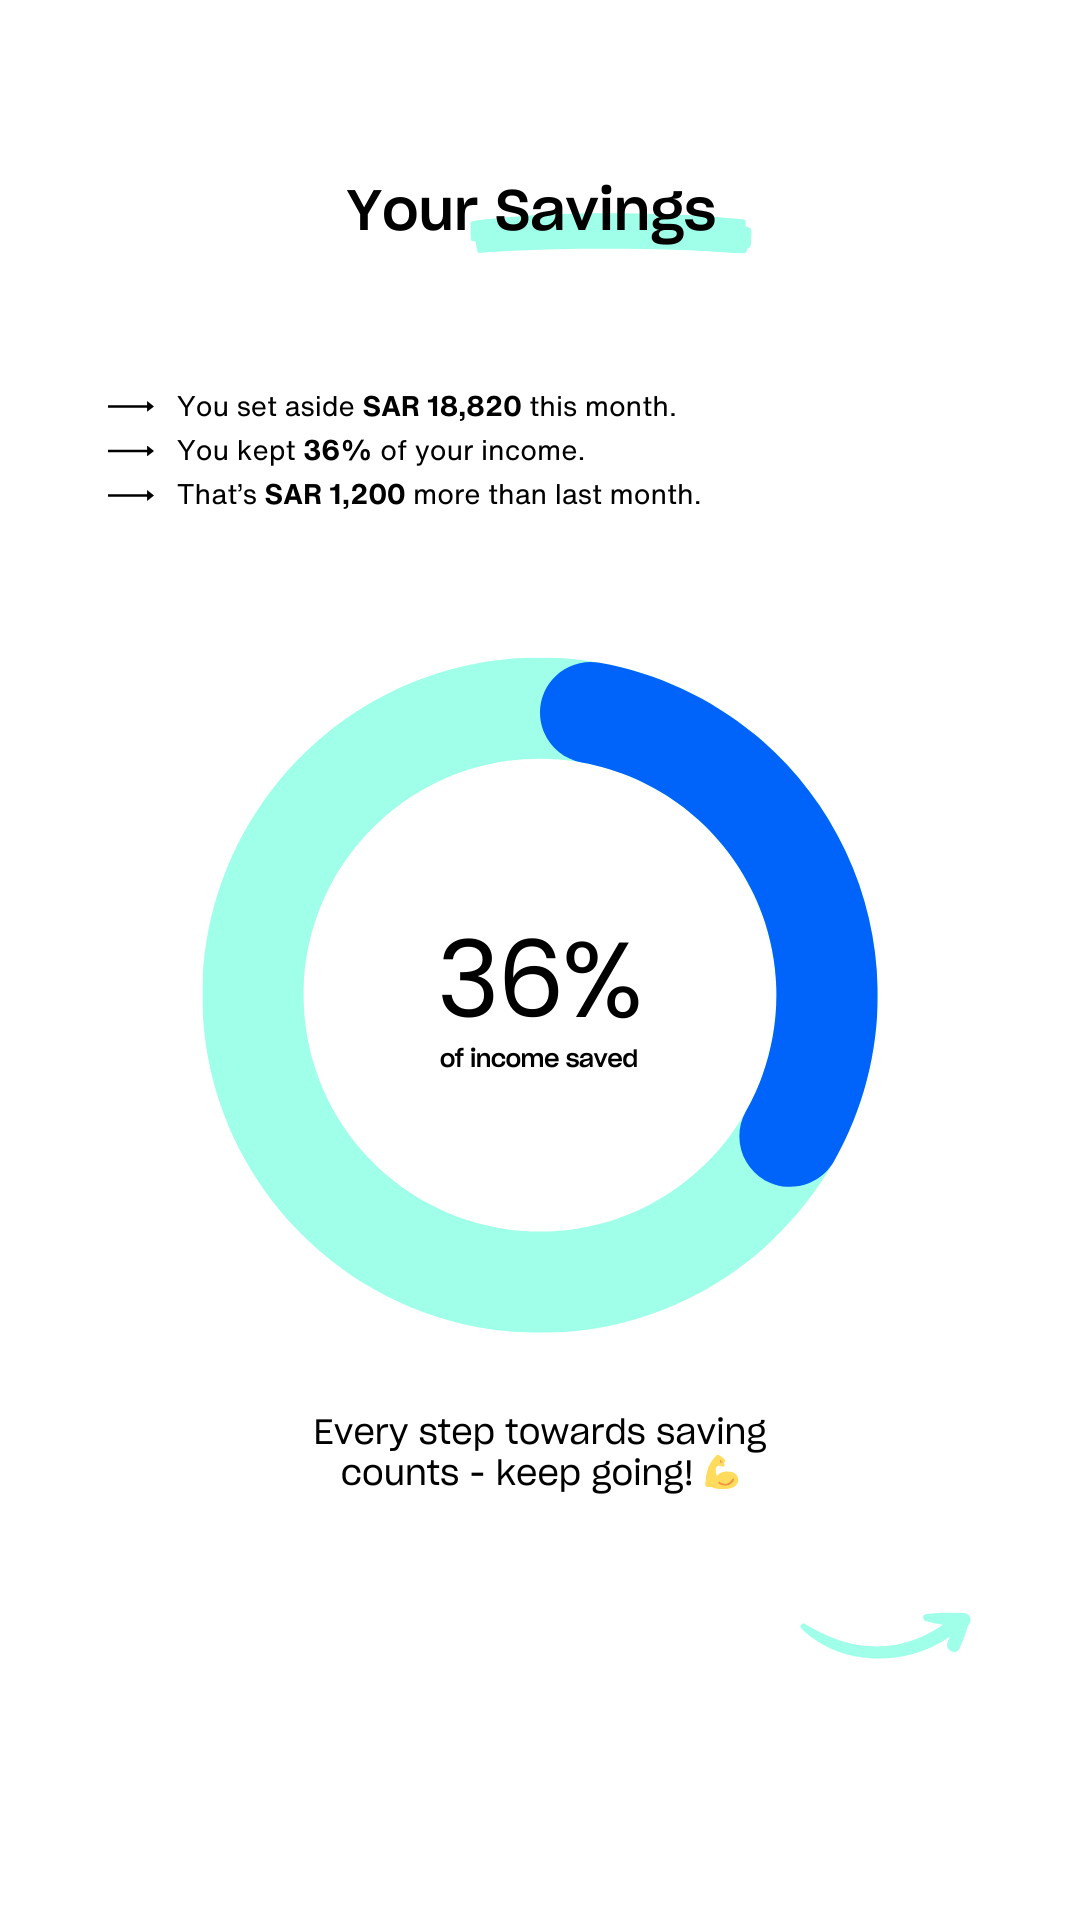 Your Savings
You set aside SAR 18,820 this month.
You kept 36% of your income.
That’s SAR 1,200 more than last month.
36%
of income saved
Every step towards saving
counts - keep going! 💪